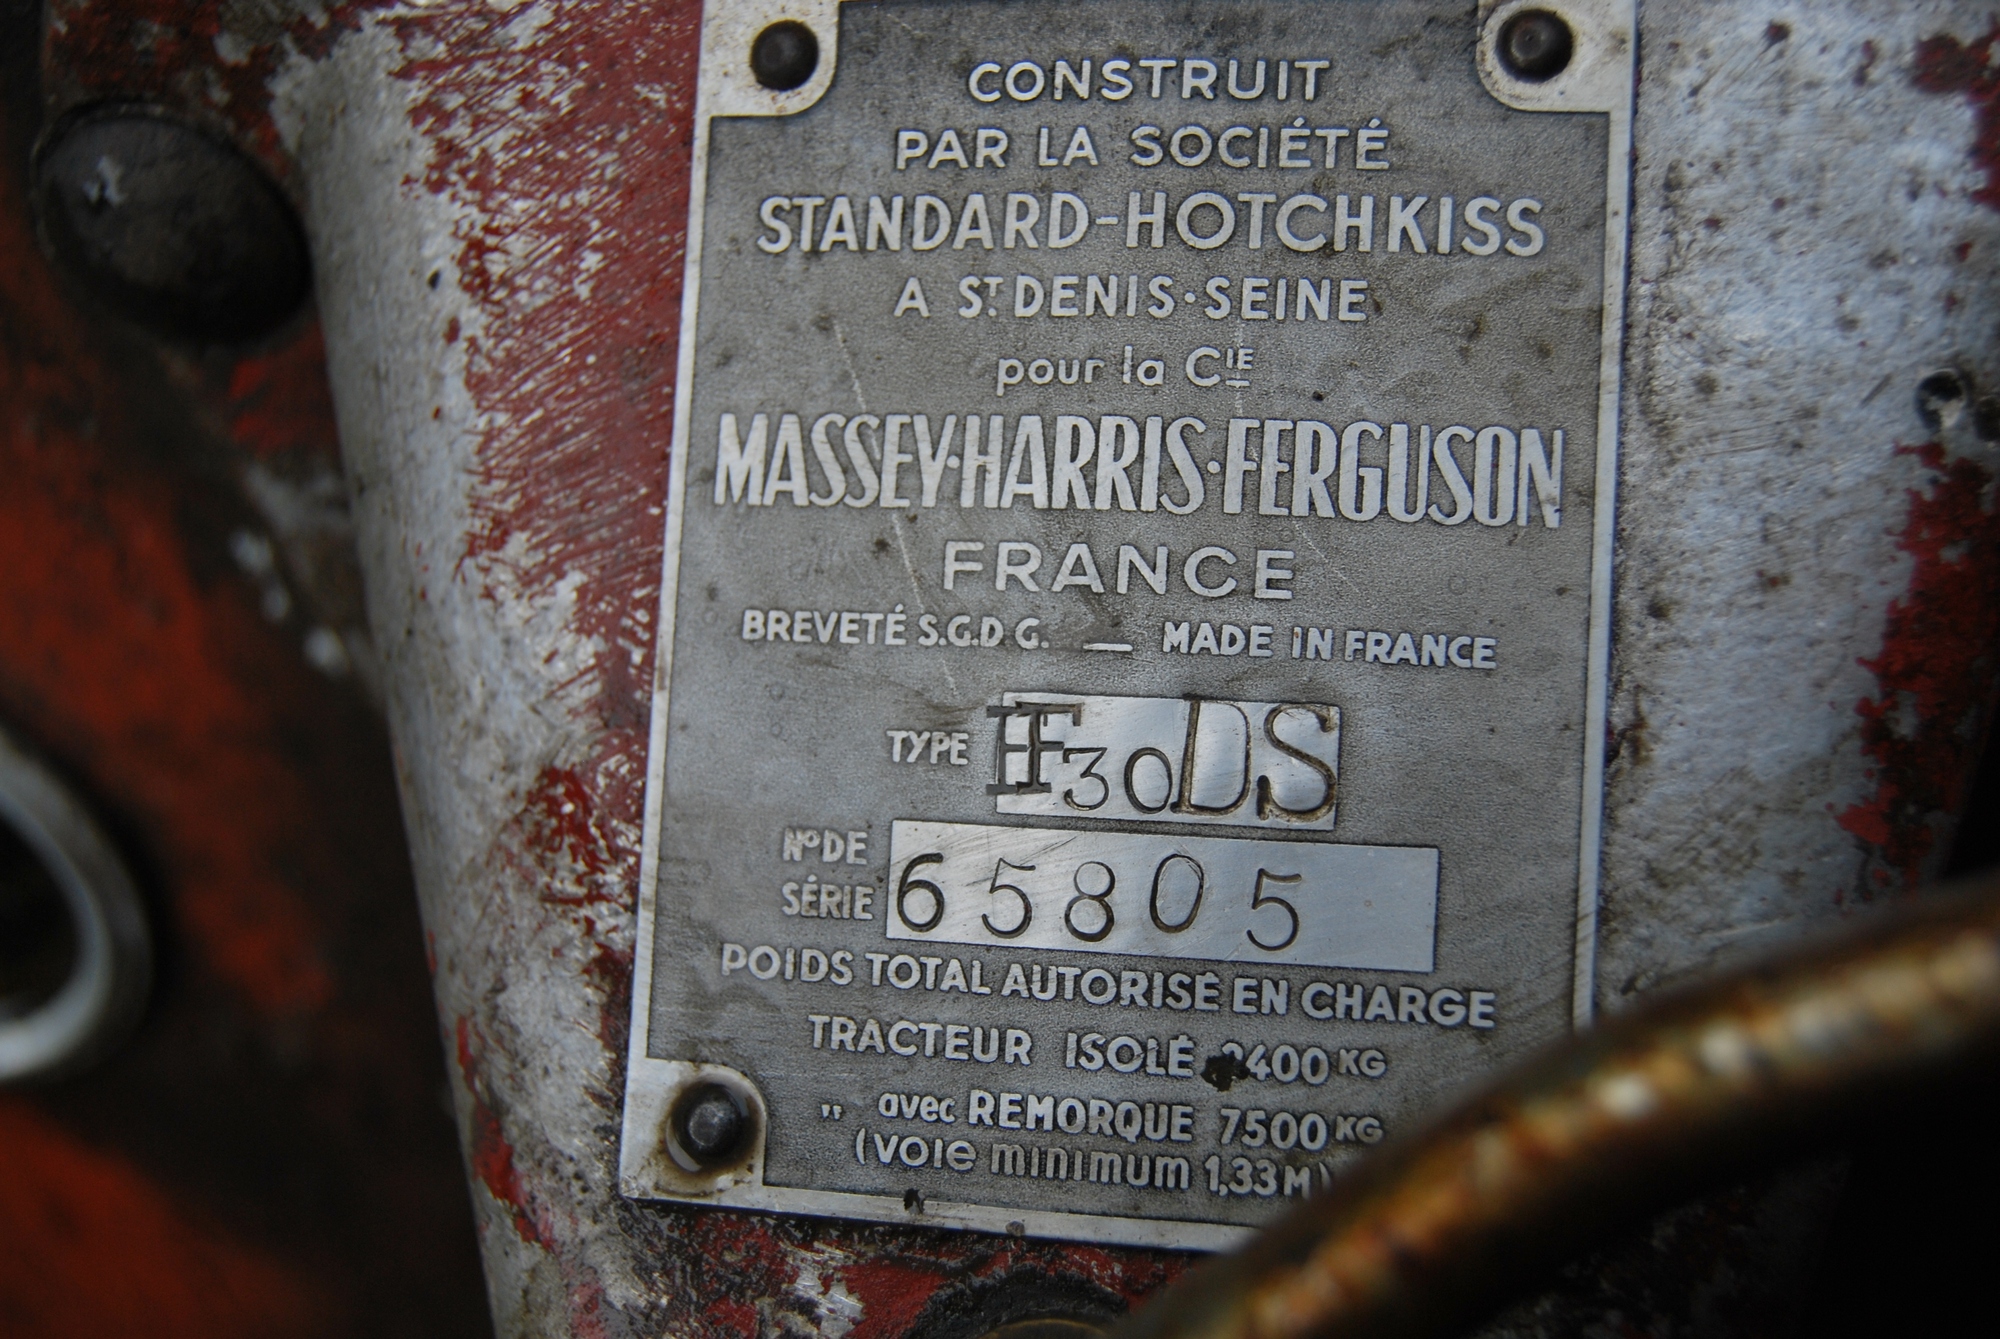 CONSTRUIT
PAR LA SOCIÉTÉ
STANDARD-HOTCHKISS
A ST DENIS·SEINE
pour la CIE
MASSEY·HARRIS·FERGUSON
FRANCE
BREVETÉ S.G.D.G. — MADE IN FRANCE
TYPE FF30DS
NO DE
SÉRIE 65805
POIDS TOTAL AUTORISÉ EN CHARGE
TRACTEUR ISOLÉ KG
" avec REMORQUE 7500 KG
(voie minimum 1,33 M)